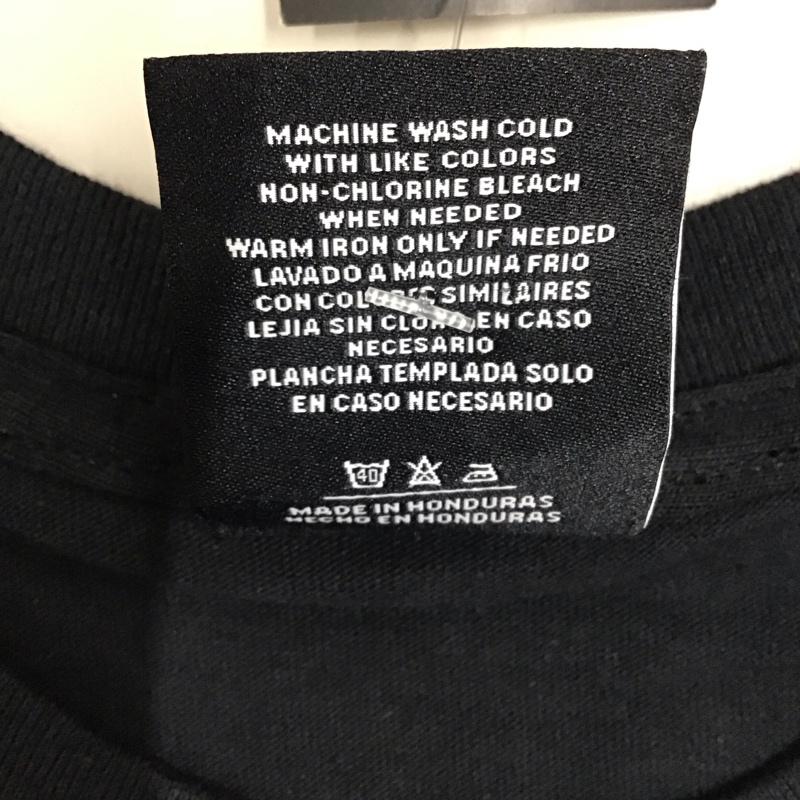 MACHINE WASH COLD
WITH LIKE COLORS
NON-CHLORINE BLEACH
WHEN NEEDED
WARM IRON ONLY IF NEEDED
LAVADO A MAQUINA FRIO
CON SIMILAIRES
LEJIA SIN EN CASO
NECESARIO
PLANCHA TEMPLADA SOLO
EN CASO NECESARIO
40
MADE IN HONDURAS
HECHO EN HONDURAS